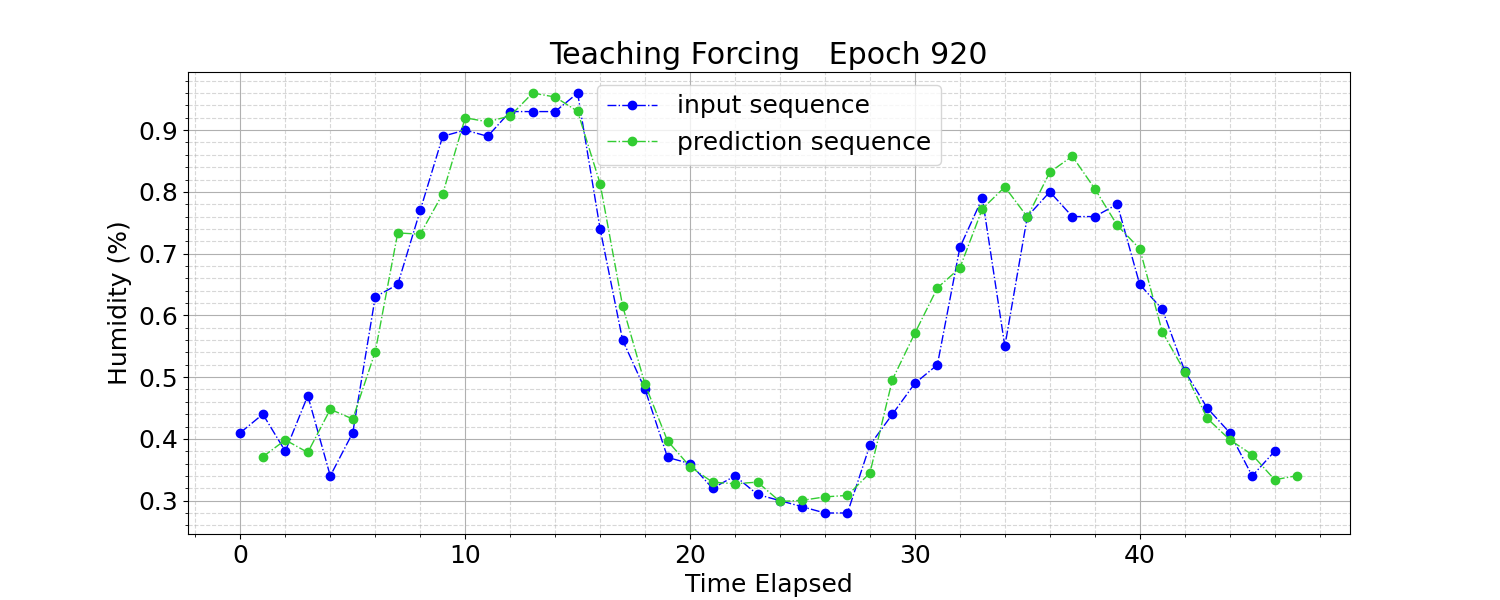 Teaching Forcing   Epoch 920
input sequence
prediction sequence
Humidity (%)
0.9
0.8
0.7
0.6
0.5
0.4
0.3
0 10 20 30 40
Time Elapsed